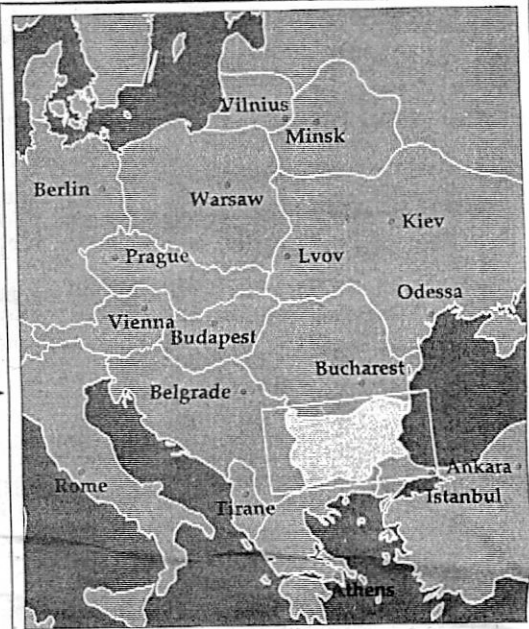 Vilnius
Minsk
Berlin
Warsaw
Kiev
Prague
Lvov
Odessa
Vienna
Budapest
Bucharest
Belgrade
Ankara
Rome
Istanbul
Tirane
Athens